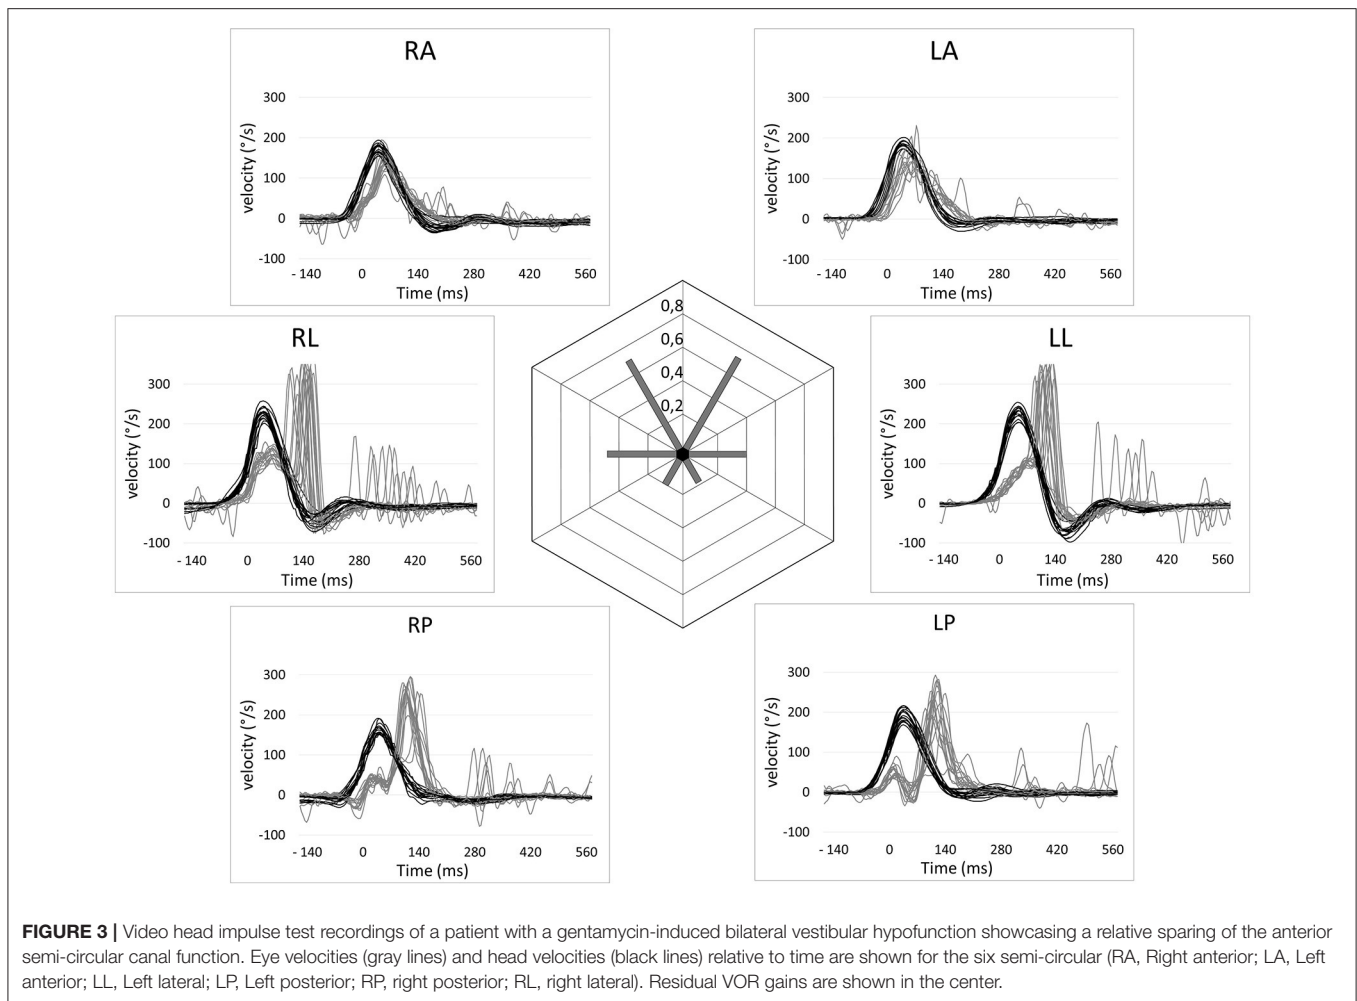 RA
velocity (°/s)
300
200
100
0
-100
- 140 0 140 280 420 560
Time (ms)
LA
velocity (°/s)
300
200
100
0
-100
- 140 0 140 280 420 560
Time (ms)
RL
velocity (°/s)
300
200
100
0
-100
- 140 0 140 280 420 560
Time (ms)
0,8
0,6
0,4
0,2
LL
velocity (°/s)
300
200
100
0
-100
- 140 0 140 280 420 560
Time (ms)
RP
velocity (°/s)
300
200
100
0
-100
- 140 0 140 280 420 560
Time (ms)
LP
velocity (°/s)
300
200
100
0
-100
- 140 0 140 280 420 560
Time (ms)
FIGURE 3 | Video head impulse test recordings of a patient with a gentamycin-induced bilateral vestibular hypofunction showcasing a relative sparing of the anterior
semi-circular canal function. Eye velocities (gray lines) and head velocities (black lines) relative to time are shown for the six semi-circular (RA, Right anterior; LA, Left
anterior; LL, Left lateral; LP, Left posterior; RP, right posterior; RL, right lateral). Residual VOR gains are shown in the center.